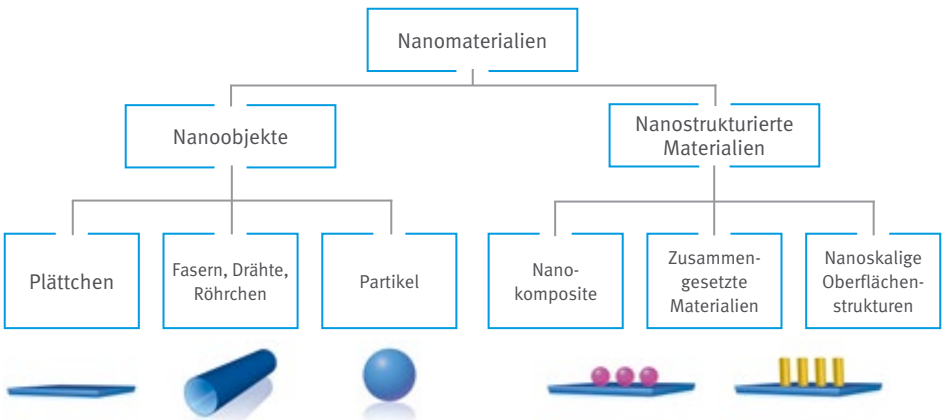 Nanomaterialien
Nanoobjekte
Nanostrukturierte
Materialien
Plättchen
Fasern, Drähte,
Röhrchen
Partikel
Nano-
komposite
Zusammen-
gesetzte
Materialien
Nanoskalige
Oberflächen-
strukturen